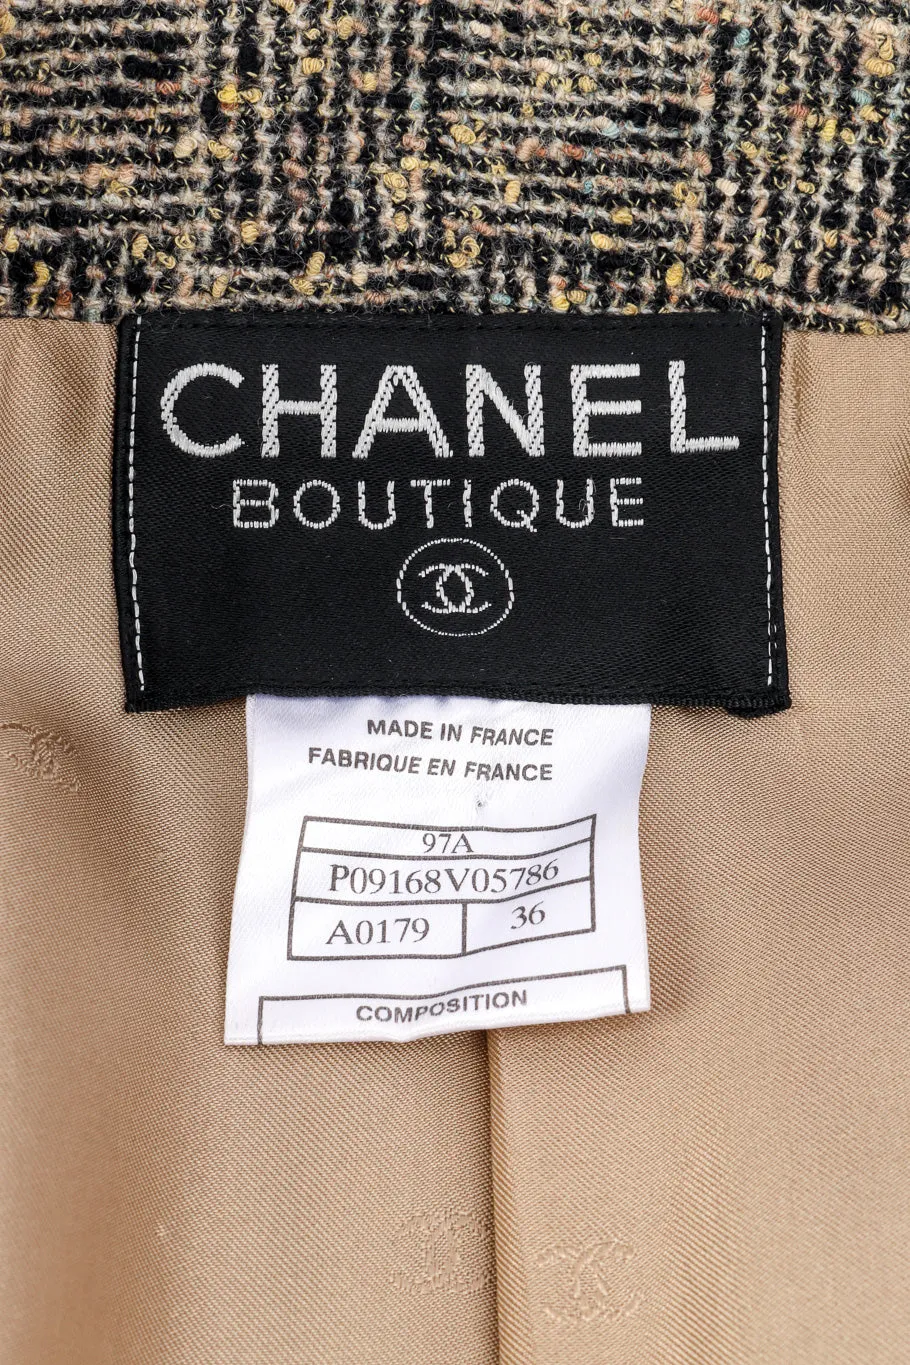 CHANEL
BOUTIQUE
MADE IN FRANCE
FABRIQUE EN FRANCE
97A
P09168V05786
A0179 36
COMPOSITION